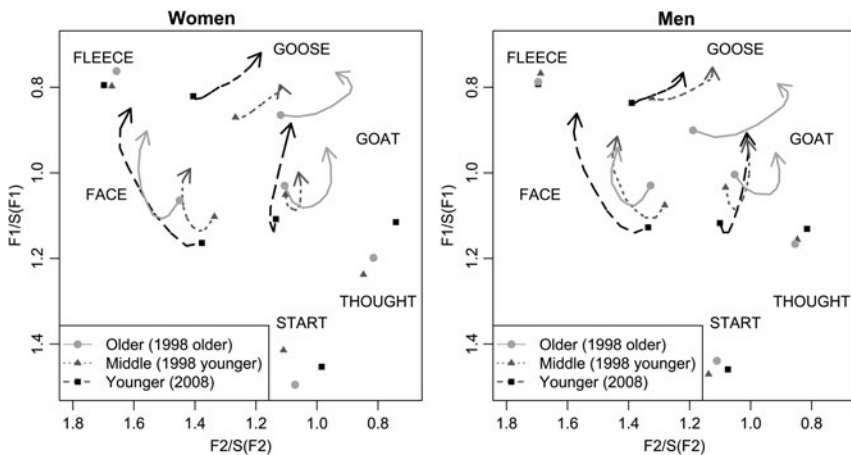 Women
Men
F1/S(F1)
0.8
1.0
1.2
1.4
FLEECE
GOOSE
GOAT
FACE
THOUGHT
START
Older (1998 older)
Middle (1998 younger)
Younger (2008)
1.8 1.6 1.4 1.2 1.0 0.8
F2/S(F2)
F1/S(F1)
0.8
1.0
1.2
1.4
FLEECE
GOOSE
GOAT
FACE
THOUGHT
START
Older (1998 older)
Middle (1998 younger)
Younger (2008)
1.8 1.6 1.4 1.2 1.0 0.8
F2/S(F2)